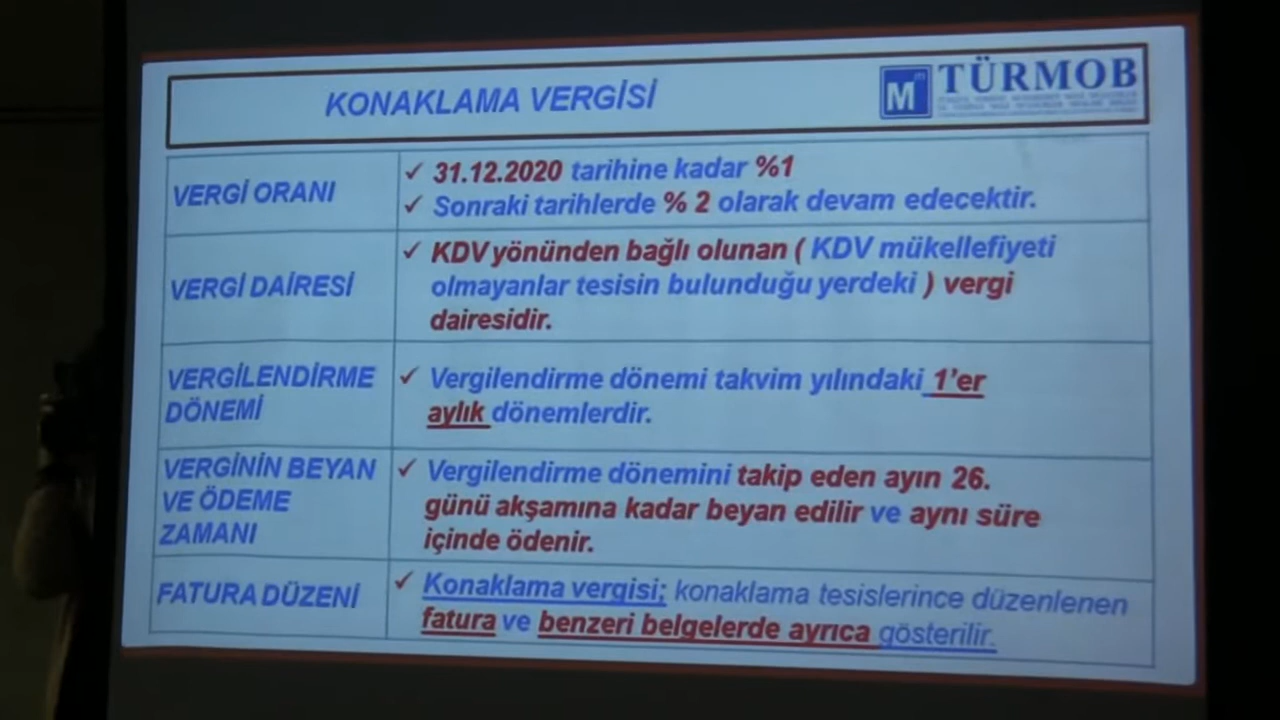 KONAKLAMA VERGİSİ
TÜRMOB
VERGİ ORANI
✓ 31.12.2020 tarihine kadar %1
✓ Sonraki tarihlerde % 2 olarak devam edecektir.
VERGİ DAİRESİ
✓ KDV yönünden bağlı olunan ( KDV mükellefiyeti
olmayanlar tesisin bulunduğu yerdeki ) vergi
dairesidir.
VERGİLENDİRME
DÖNEMİ
✓ Vergilendirme dönemi takvim yılındaki 1’er
aylık dönemlerdir.
VERGİNİN BEYAN
VE ÖDEME
ZAMANI
✓ Vergilendirme dönemini takip eden ayın 26.
günü akşamına kadar beyan edilir ve aynı süre
içinde ödenir.
FATURA DÜZENİ
✓ Konaklama vergisi; konaklama tesislerince düzenlenen
fatura ve benzeri belgelerde ayrıca gösterilir.